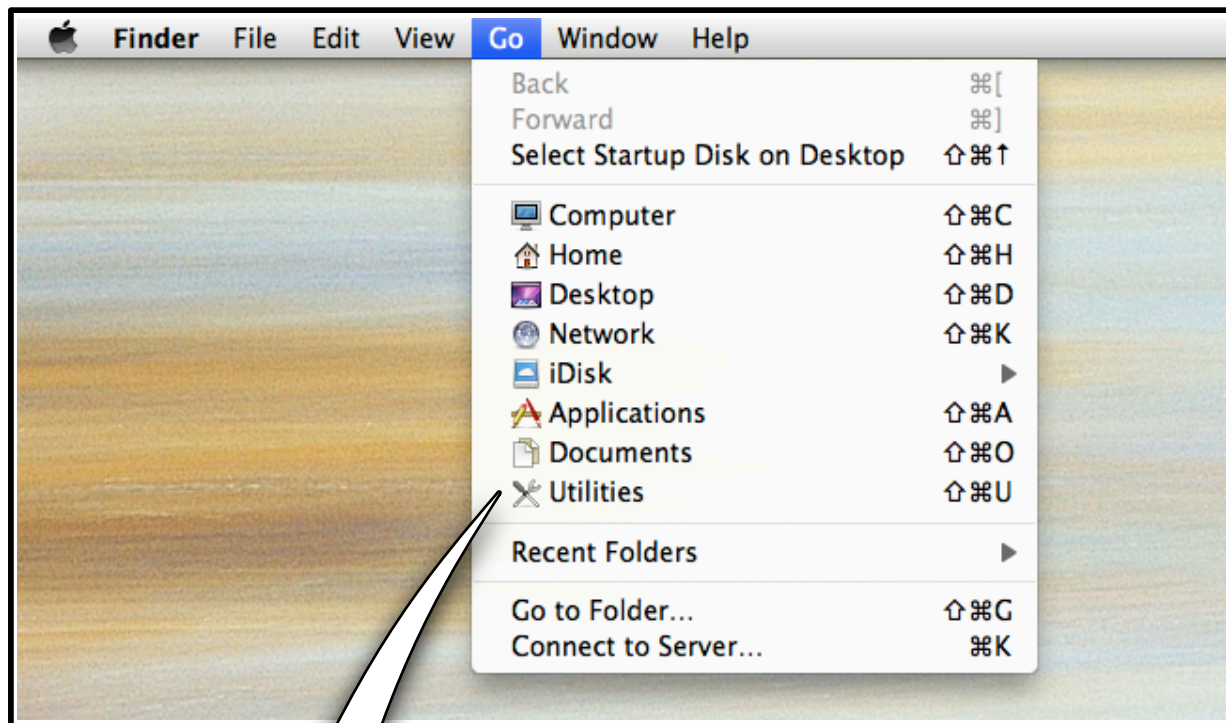 Finder File Edit View Go Window Help
Back ⌘[
Forward ⌘]
Select Startup Disk on Desktop ⇧⌘↑
Computer ⇧⌘C
Home ⇧⌘H
Desktop ⇧⌘D
Network ⇧⌘K
iDisk ▶
Applications ⇧⌘A
Documents ⇧⌘O
Utilities ⇧⌘U
Recent Folders ▶
Go to Folder... ⇧⌘G
Connect to Server... ⌘K